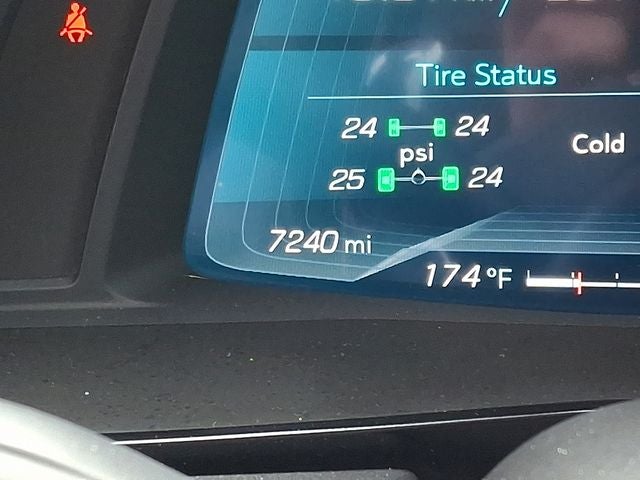 Tire Status
24 24
psi
Cold
25 24
7240 mi
174°F